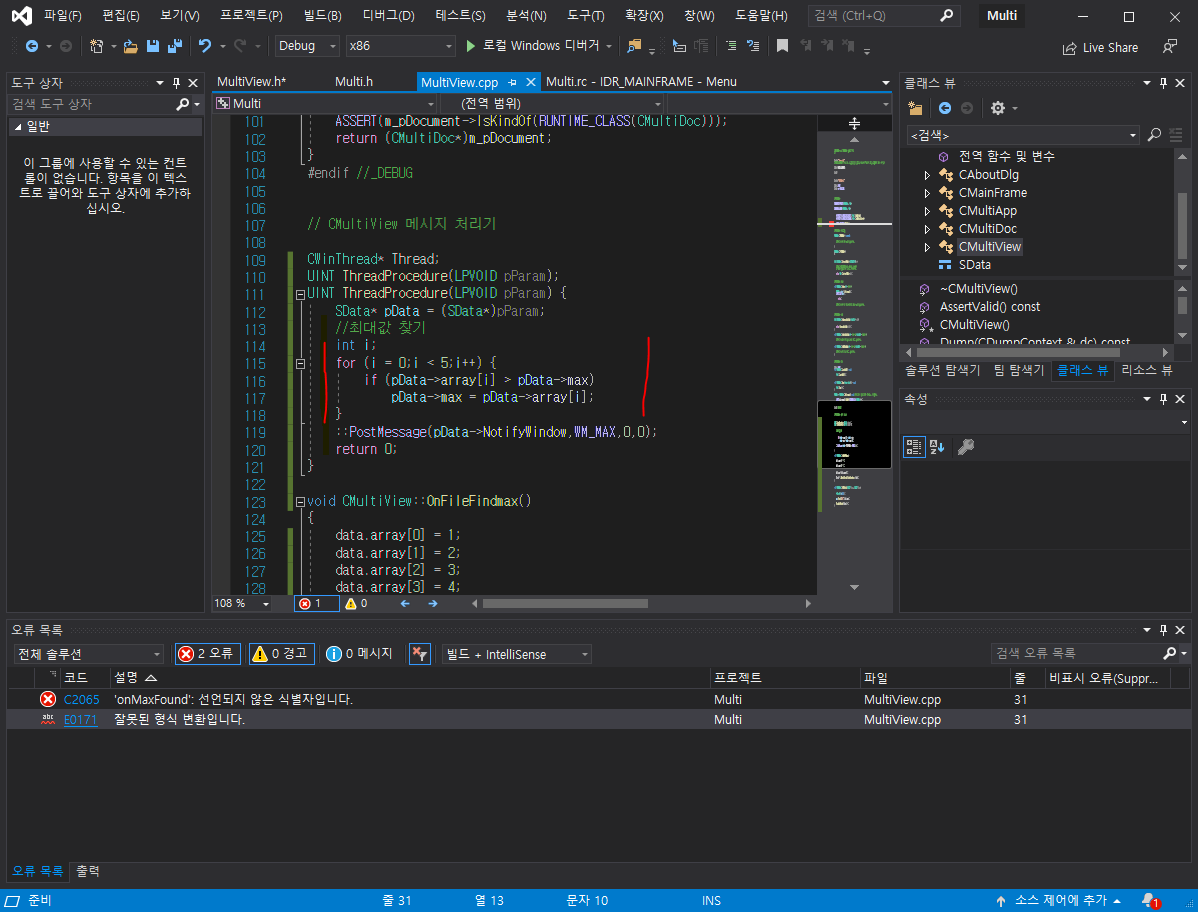 파일(F) 편집(E) 보기(V) 프로젝트(P) 빌드(B) 디버그(D) 테스트(S) 분석(N) 도구(T) 확장(X) 창(W) 도움말(H) 검색 (Ctrl+Q) Multi
Debug x86 로컬 Windows 디버거 Live Share
도구 상자
검색 도구 상자
일반
이 그룹에 사용할 수 있는 컨트
롤이 없습니다. 항목을 이 텍스
트로 끌어와 도구 상자에 추가하
십시오.
MultiView.h* Multi.h MultiView.cpp Multi.rc - IDR_MAINFRAME - Menu
Multi (전역 범위)
101 ASSERT(m_pDocument->IsKindOf(RUNTIME_CLASS(CMultiDoc)));
102 return (CMultiDoc*)m_pDocument;
103 }
104 #endif //_DEBUG
105
106
107 // CMultiView 메시지 처리기
108
109 CWinThread* Thread;
110 UINT ThreadProcedure(LPVOID pParam);
111 UINT ThreadProcedure(LPVOID pParam) {
112 SData* pData = (SData*)pParam;
113 //최대값 찾기
114 int i;
115 for (i = 0;i < 5;i++) {
116 if (pData->array[i] > pData->max)
117 pData->max = pData->array[i];
118 }
119 ::PostMessage(pData->NotifyWindow,WM_MAX,0,0);
120 return 0;
121 }
122
123 void CMultiView::OnFileFindmax()
124 {
125 data.array[0] = 1;
126 data.array[1] = 2;
127 data.array[2] = 3;
128 data.array[3] = 4;
108 % 1 0
클래스 뷰
<검색>
전역 함수 및 변수
CAboutDlg
CMainFrame
CMultiApp
CMultiDoc
CMultiView
SData
~CMultiView()
AssertValid() const
CMultiView()
Dump(CDumpContext & dc) const
솔루션 탐색기 팀 탐색기 클래스 뷰 리소스 뷰
속성
오류 목록
전체 솔루션 2 오류 0 경고 0 메시지 빌드 + IntelliSense 검색 오류 목록
코드 설명 프로젝트 파일 줄 비표시 오류(Suppr...
C2065 'onMaxFound': 선언되지 않은 식별자입니다. Multi MultiView.cpp 31
abc E0171 잘못된 형식 변환입니다. Multi MultiView.cpp 31
오류 목록 출력
준비 줄 31 열 13 문자 10 INS 소스 제어에 추가 1